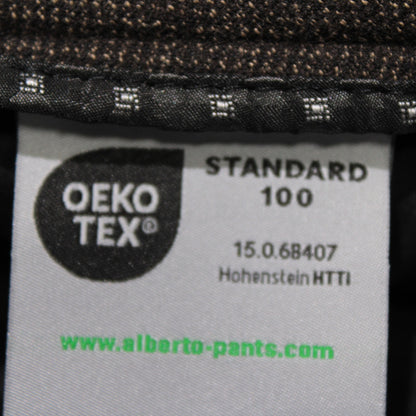 OEKO
TEX®
STANDARD
100
15.0.68407
Hohenstein HTTI
www.alberto-pants.com